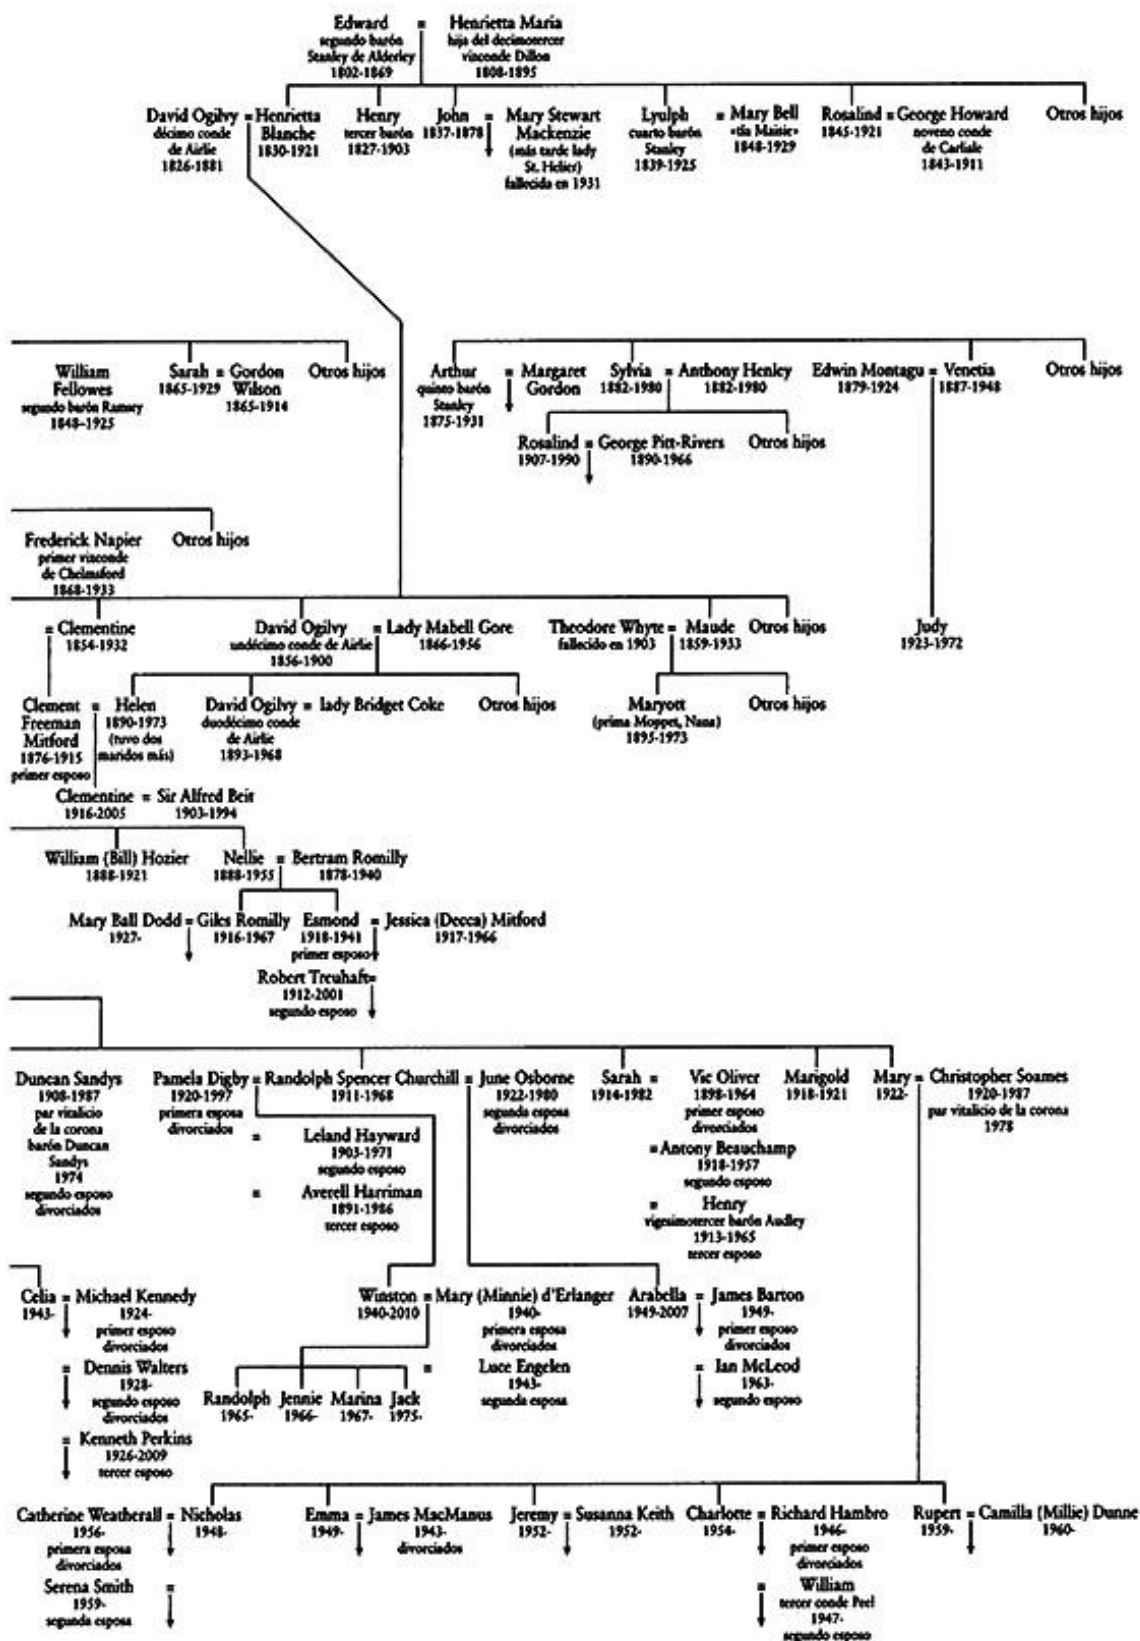 Edward = Henrietta Maria
segundo barón hija del decimotercer
Stanley de Alderley vizconde Dillon
1802-1869 1808-1895
David Ogilvy = Henrietta Henry John = Mary Stewart Lyulph = Mary Bell Rosalind = George Howard Otros hijos
décimo conde Blanche tercer barón 1837-1878 Mackenzie cuarto barón «tía Maisie» 1845-1921 noveno conde
de Airlie 1830-1921 1827-1903 (más tarde lady Stanley 1848-1929 de Carlisle
1826-1881 St. Helier) 1839-1925 1843-1911
fallecida en 1931
William Sarah = Gordon Otros hijos Arthur = Margaret Sylvia = Anthony Henley Edwin Montagu = Venetia Otros hijos
Fellowes 1865-1929 Wilson quinto barón Gordon 1882-1980 1882-1980 1879-1924 1887-1948
segundo barón Ramsey 1865-1914 Stanley
1848-1925 1875-1931
Rosalind = George Pitt-Rivers Otros hijos
1907-1990 1890-1966
Frederick Napier Otros hijos
primer vizconde
de Chelmsford
1868-1933
= Clementine David Ogilvy = Lady Mabell Gore Theodore Whyte = Maude Otros hijos Judy
1854-1932 undécimo conde de Airlie 1866-1956 fallecido en 1903 1859-1933 1923-1972
1856-1900
Clement = Helen David Ogilvy = lady Bridget Coke Otros hijos Maryott Otros hijos
Freeman 1890-1973 duodécimo conde (prima Moppet, Nana)
Mitford (tuvo dos de Airlie 1895-1973
1876-1915 maridos más) 1893-1968
primer esposo
Clementine = Sir Alfred Beit
1916-2005 1903-1994
William (Bill) Hozier Nellie = Bertram Romilly
1888-1921 1888-1955 1878-1940
Mary Ball Dodd = Giles Romilly Esmond = Jessica (Decca) Mitford
1927- 1916-1967 1918-1941 1917-1966
primer esposo
Robert Treuhaft =
1912-2001
segundo esposo
Duncan Sandys Pamela Digby = Randolph Spencer Churchill = June Osborne Sarah = Vic Oliver Marigold Mary = Christopher Soames
1908-1987 1920-1997 1911-1968 1922-1980 1914-1982 1898-1964 1918-1921 1922- 1920-1987
par vitalicio primera esposa segunda esposa primer esposo par vitalicio de la corona
de la corona divorciados divorciados divorciados 1978
barón Duncan = Leland Hayward = Antony Beauchamp
Sandys 1903-1971 1918-1957
1974 segundo esposo segundo esposo
segundo esposo = Averell Harriman = Henry
divorciados 1891-1986 vigesimotercer barón Audley
tercer esposo 1913-1965
tercer esposo
Celia = Michael Kennedy Winston = Mary (Minnie) d'Erlanger Arabella = James Barton
1943- 1924- 1940-2010 1940- 1949-2007 1949-
primer esposo primera esposa primer esposo
divorciados divorciados divorciados
= Dennis Walters = Luce Engelen = Ian McLeod
1928- 1943- 1963-
segundo esposo segunda esposa segundo esposo
divorciados
Randolph Jennie Marina Jack
1965- 1966- 1967- 1975-
= Kenneth Perkins
1926-2009
tercer esposo
Catherine Weatherall = Nicholas Emma = James MacManus Jeremy = Susanna Keith Charlotte = Richard Hambro Rupert = Camilla (Millie) Dunne
1956- 1948- 1949- 1943- 1952- 1952- 1954- 1946- 1959- 1960-
primera esposa divorciados primer esposo
divorciados divorciados
Serena Smith = = William
1959- tercer conde Peel
segunda esposa 1947-
segundo esposo